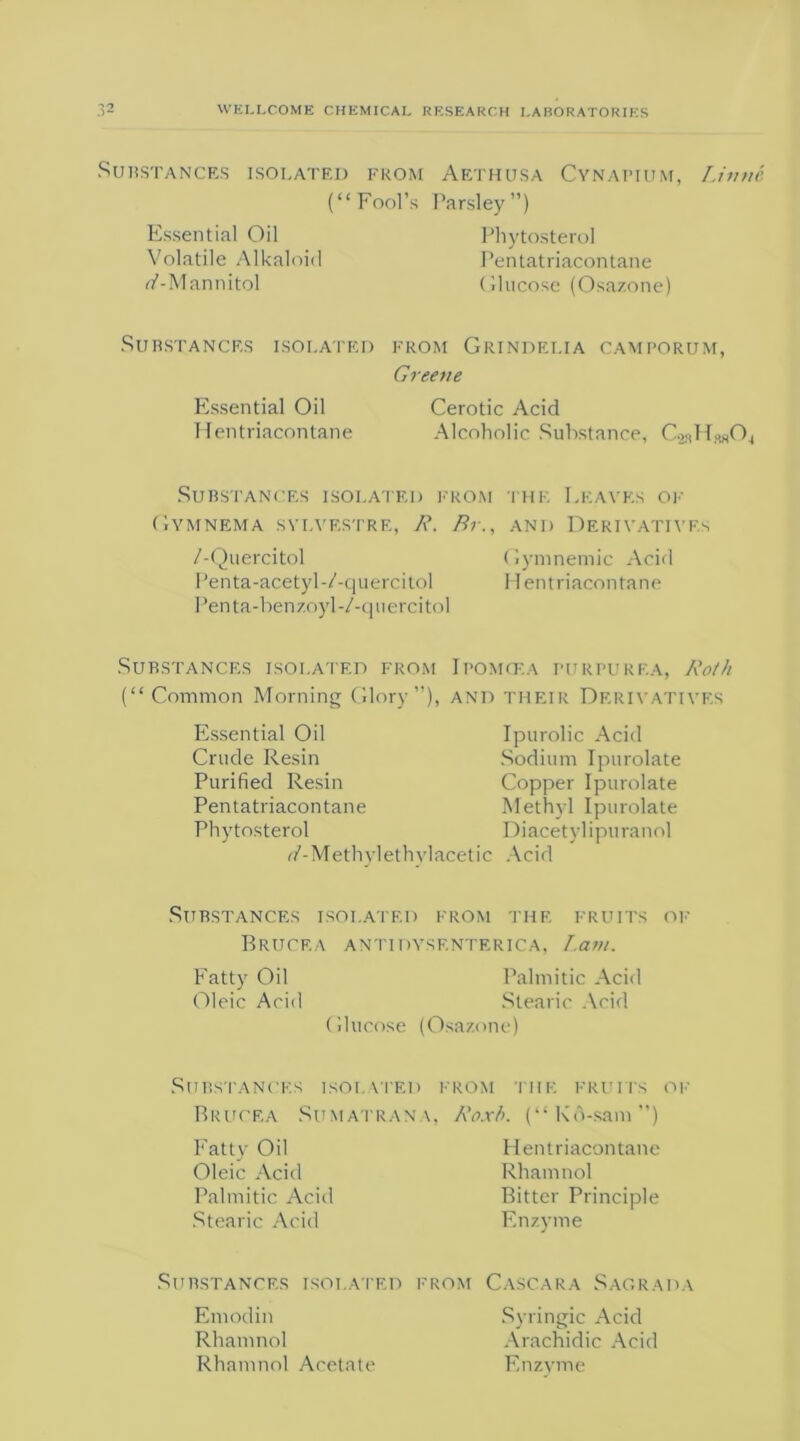 32 WELLCOME CHEMICAL RESEARCH LABORATORIES
SUBSTANCES ISOLATED FROM AETHUSA CYNAPIUM, Linné
(“Fool’s Parsley”)
Essential Oil Phytosterol
Volatile Alkaloid Pentatriacontane
d-Mannitol Glucose (Osazone)
SUBSTANCES ISOLATED FROM GRINDELIA CAMPORUM,
Greene
Essential Oil Cerotic Acid
Hentriacontane Alcoholic Substance, C₂₈H₃₈O₄
SUBSTANCES ISOLATED FROM THE LEAVES OF
GYMNEMA SYLVESTRE, R. Br., AND DERIVATIVES
l-Quercitol Gymnemic Acid
Penta-acetyl-l-quercitol Hentriacontane
Penta-benzoyl-l-quercitol
SUBSTANCES ISOLATED FROM IPOMŒA PURPUREA, Roth
(“Common Morning Glory”), AND THEIR DERIVATIVES
Essential Oil Ipurolic Acid
Crude Resin Sodium Ipurolate
Purified Resin Copper Ipurolate
Pentatriacontane Methyl Ipurolate
Phytosterol Diacetylipuranol
d-Methylethylacetic Acid
SUBSTANCES ISOLATED FROM THE FRUITS OF
BRUCEA ANTIDYSENTERICA, Lam.
Fatty Oil Palmitic Acid
Oleic Acid Stearic Acid
Glucose (Osazone)
SUBSTANCES ISOLATED FROM THE FRUITS OF
BRUCEA SUMATRANA, Roxb. (“Kô-sam”)
Fatty Oil Hentriacontane
Oleic Acid Rhamnol
Palmitic Acid Bitter Principle
Stearic Acid Enzyme
SUBSTANCES ISOLATED FROM CASCARA SAGRADA
Emodin Syringic Acid
Rhamnol Arachidic Acid
Rhamnol Acetate Enzyme